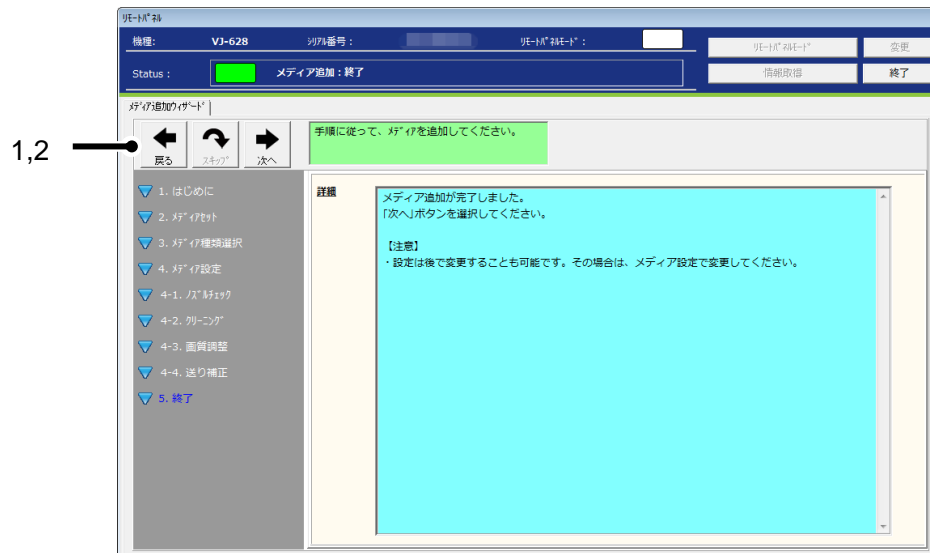 ﾘﾓｰﾄﾊﾟﾈﾙ
機種: VJ-628 ｼﾘｱﾙ番号: ﾘﾓｰﾄﾊﾟﾈﾙﾓｰﾄﾞ:
ﾘﾓｰﾄﾊﾟﾈﾙﾓｰﾄﾞ 変更
Status : メディア追加:終了
情報取得 終了
ﾒﾃﾞｨｱ追加ｳｨｻﾞｰﾄﾞ
1,2
戻る ｽｷｯﾌﾟ 次へ
手順に従って、ﾒﾃﾞｨｱを追加してください。
1. はじめに
2. ﾒﾃﾞｨｱｾｯﾄ
3. ﾒﾃﾞｨｱ種類選択
4. ﾒﾃﾞｨｱ設定
4-1. ﾉｽﾞﾙﾁｪｯｸ
4-2. ｸﾘｰﾆﾝｸﾞ
4-3. 画質調整
4-4. 送り補正
5. 終了
詳細
メディア追加が完了しました。
「次へ」ボタンを選択してください。
【注意】
・設定は後で変更することも可能です。その場合は、メディア設定で変更してください。